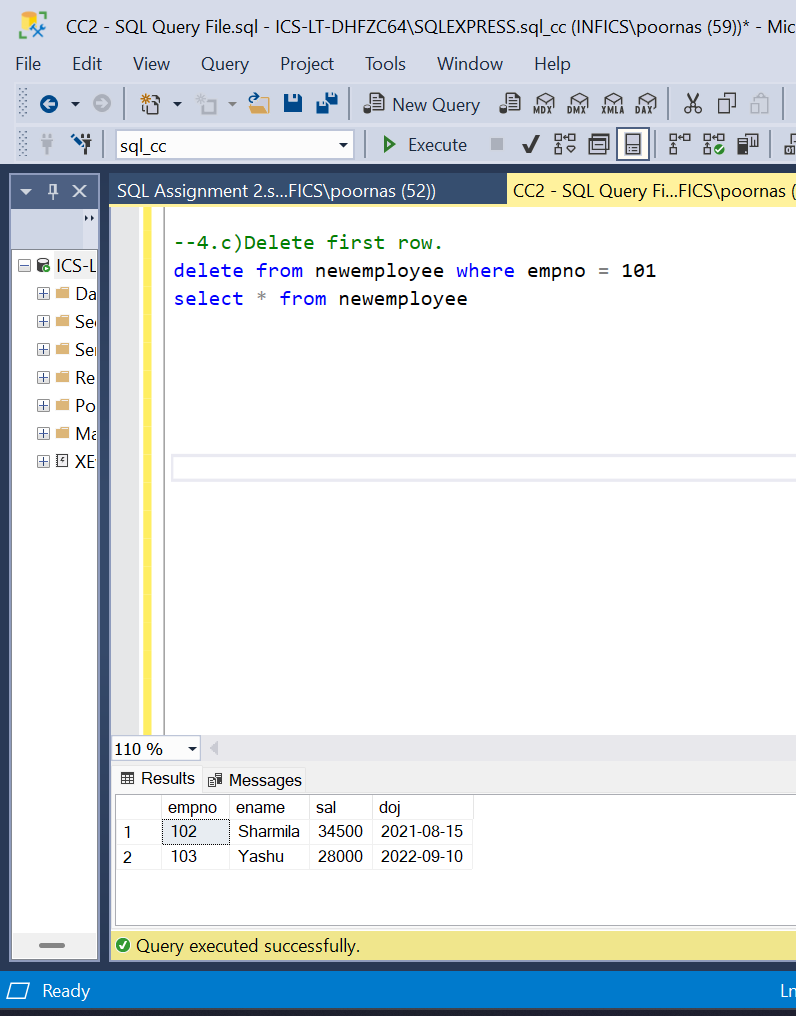 CC2 - SQL Query File.sql - ICS-LT-DHFZC64\SQLEXPRESS.sql_cc (INFICS\poornas (59))* - Mic
File Edit View Query Project Tools Window Help
New Query MDX DMX XMLA DAX
sql_cc Execute
SQL Assignment 2.s...FICS\poornas (52)) CC2 - SQL Query Fi...FICS\poornas (
--4.c)Delete first row.
delete from newemployee where empno = 101
select * from newemployee
ICS-L
Da
Se
Re
Po
Ma
XE
110 %
Results Messages
empno ename sal doj
1 102 Sharmila 34500 2021-08-15
2 103 Yashu 28000 2022-09-10
Query executed successfully.
Ready Ln